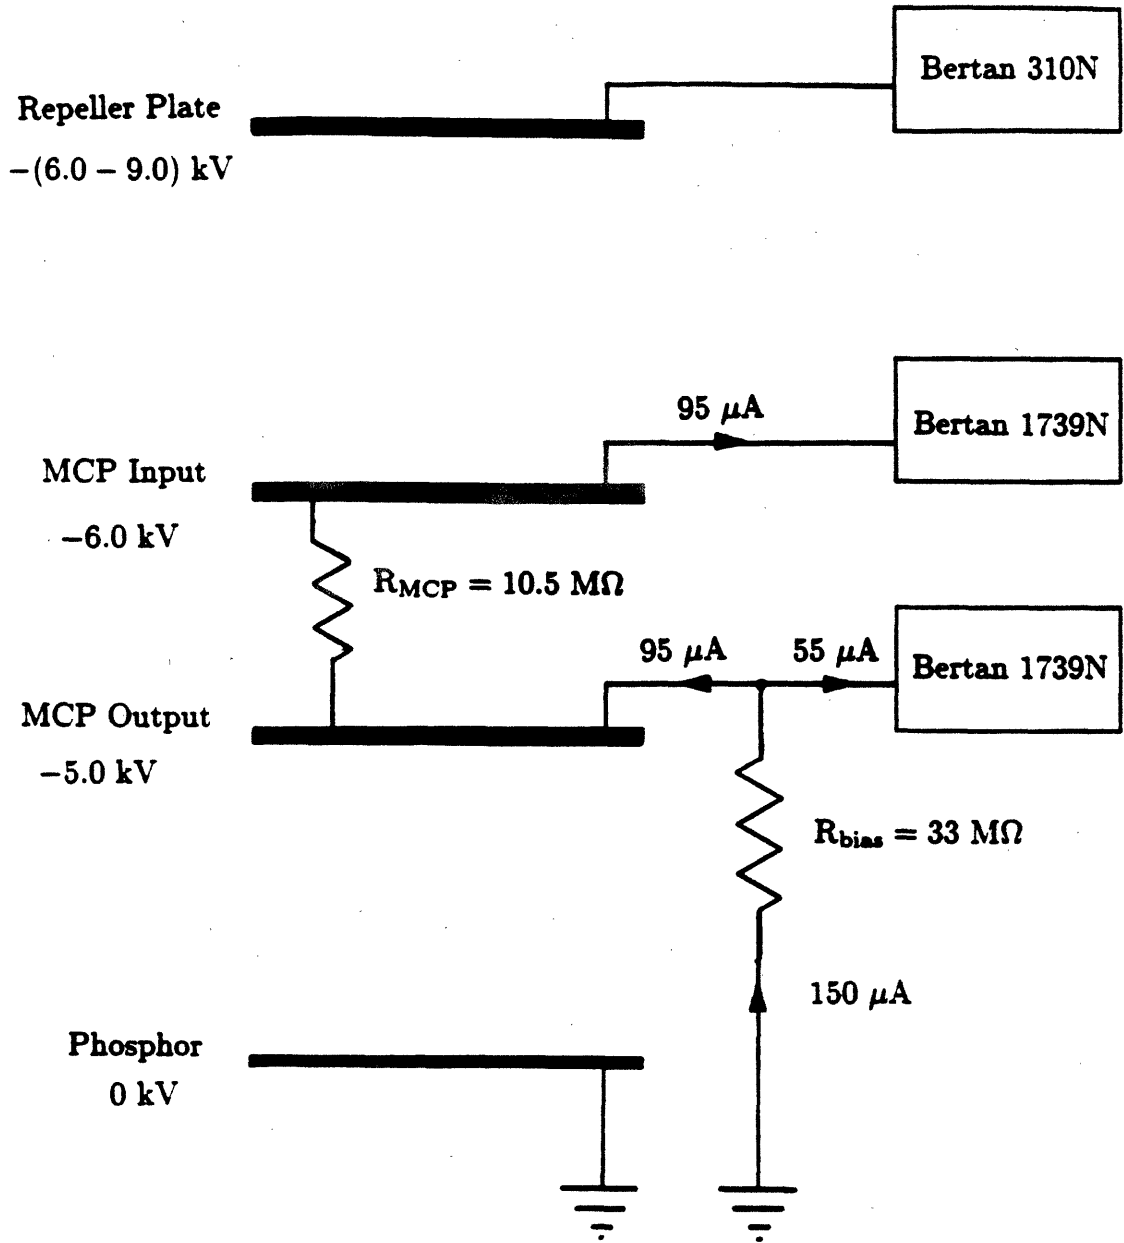 Bertan 310N
Repeller Plate
−(6.0 − 9.0) kV
95 μA
Bertan 1739N
MCP Input
−6.0 kV
R_MCP = 10.5 MΩ
95 μA
55 μA
Bertan 1739N
MCP Output
−5.0 kV
R_bias = 33 MΩ
150 μA
Phosphor
0 kV